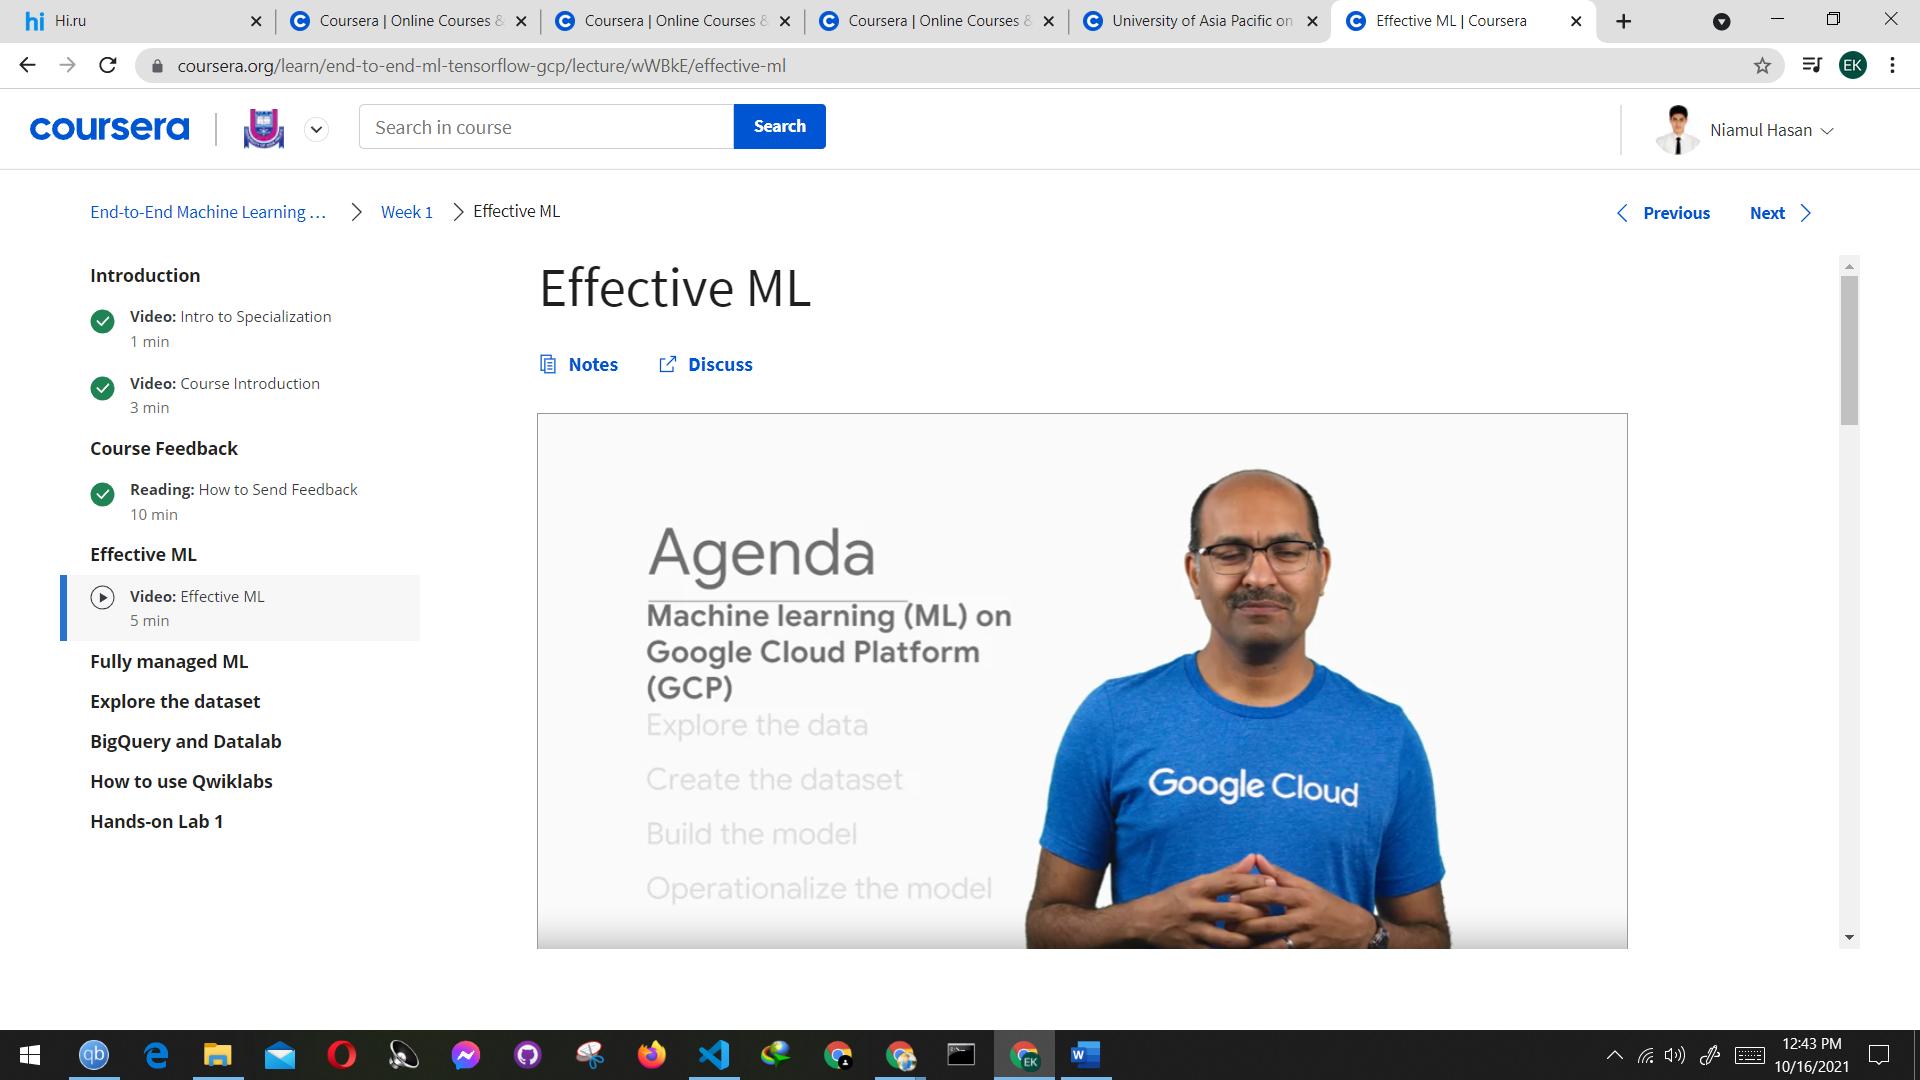 Hi.ru
Coursera | Online Courses &
Coursera | Online Courses &
Coursera | Online Courses &
University of Asia Pacific on
Effective ML | Coursera
coursera.org/learn/end-to-end-ml-tensorflow-gcp/lecture/wWBkE/effective-ml
EK
coursera
Search in course
Search
Niamul Hasan
End-to-End Machine Learning …
Week 1
Effective ML
Previous
Next
Introduction
Video: Intro to Specialization
1 min
Video: Course Introduction
3 min
Course Feedback
Reading: How to Send Feedback
10 min
Effective ML
Video: Effective ML
5 min
Fully managed ML
Explore the dataset
BigQuery and Datalab
How to use Qwiklabs
Hands-on Lab 1
Effective ML
Notes
Discuss
Agenda
Machine learning (ML) on
Google Cloud Platform
(GCP)
Explore the data
Create the dataset
Build the model
Operationalize the model
Google Cloud
qb
EK
12:43 PM
10/16/2021